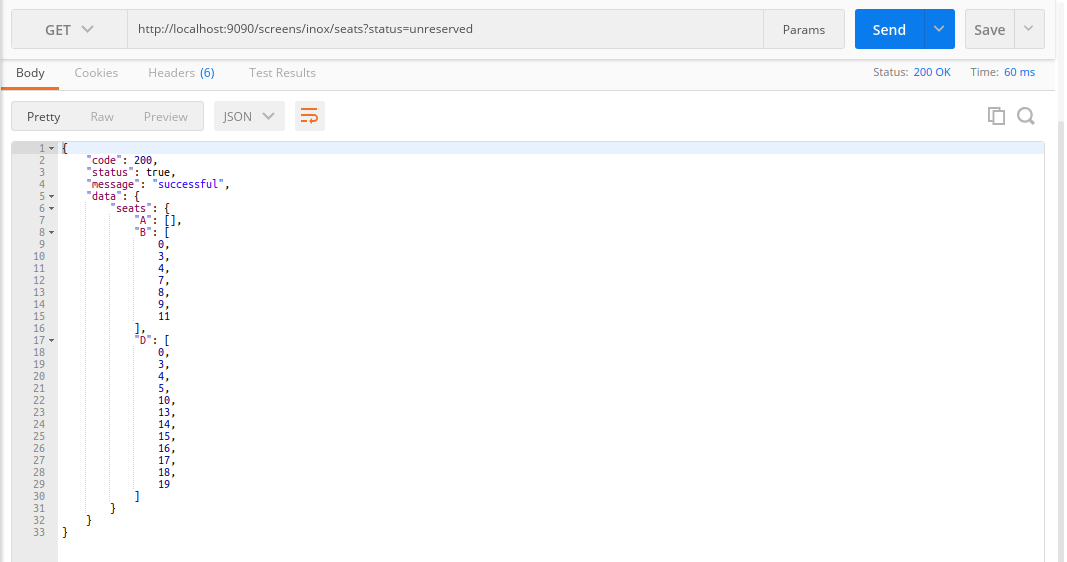 GET http://localhost:9090/screens/inox/seats?status=unreserved Params Send Save
Body Cookies Headers (6) Test Results Status: 200 OK Time: 60 ms
Pretty Raw Preview JSON
1 {
2 "code": 200,
3 "status": true,
4 "message": "successful",
5 "data": {
6 "seats": {
7 "A": [],
8 "B": [
9 0,
10 3,
11 4,
12 7,
13 8,
14 9,
15 11
16 ],
17 "D": [
18 0,
19 3,
20 4,
21 5,
22 10,
23 13,
24 14,
25 15,
26 16,
27 17,
28 18,
29 19
30 ]
31 }
32 }
33 }